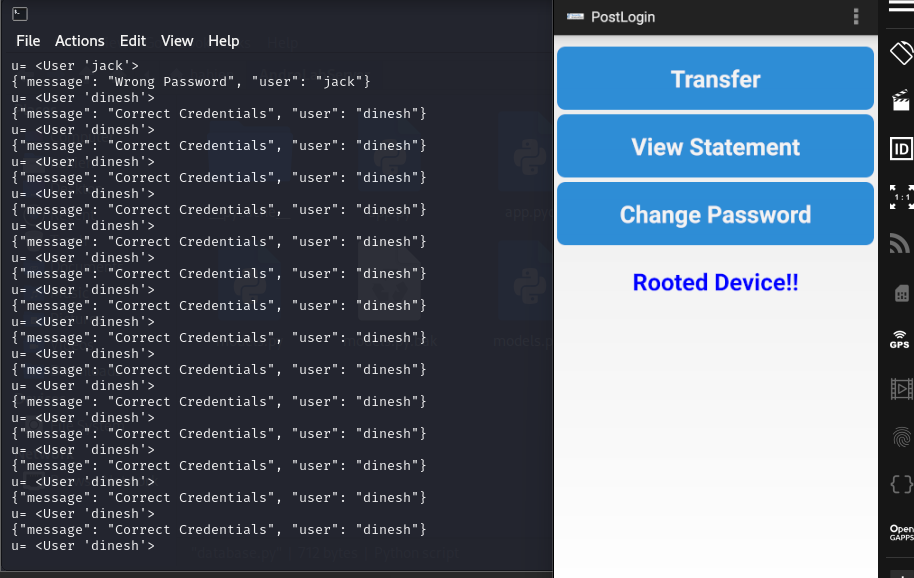 File Actions Edit View Help
u= <User 'jack'>
{"message": "Wrong Password", "user": "jack"}
u= <User 'dinesh'>
{"message": "Correct Credentials", "user": "dinesh"}
u= <User 'dinesh'>
{"message": "Correct Credentials", "user": "dinesh"}
u= <User 'dinesh'>
{"message": "Correct Credentials", "user": "dinesh"}
u= <User 'dinesh'>
{"message": "Correct Credentials", "user": "dinesh"}
u= <User 'dinesh'>
{"message": "Correct Credentials", "user": "dinesh"}
u= <User 'dinesh'>
{"message": "Correct Credentials", "user": "dinesh"}
u= <User 'dinesh'>
{"message": "Correct Credentials", "user": "dinesh"}
u= <User 'dinesh'>
{"message": "Correct Credentials", "user": "dinesh"}
u= <User 'dinesh'>
{"message": "Correct Credentials", "user": "dinesh"}
u= <User 'dinesh'>
{"message": "Correct Credentials", "user": "dinesh"}
u= <User 'dinesh'>
{"message": "Correct Credentials", "user": "dinesh"}
u= <User 'dinesh'>
{"message": "Correct Credentials", "user": "dinesh"}
u= <User 'dinesh'>
{"message": "Correct Credentials", "user": "dinesh"}
u= <User 'dinesh'>
{"message": "Correct Credentials", "user": "dinesh"}
u= <User 'dinesh'>
PostLogin
Transfer
View Statement
Change Password
Rooted Device!!
ID
1:1
GPS
Open
GAPPS